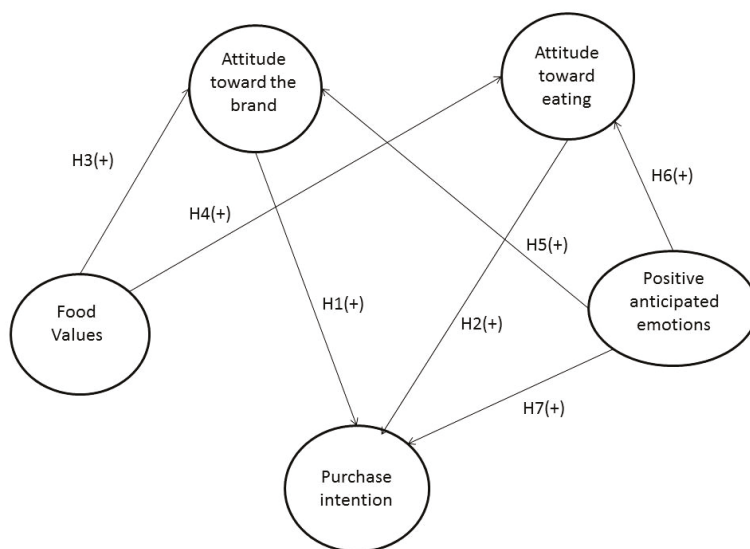 Attitude
toward the
brand
Attitude
toward
eating
H3(+)
H6(+)
H4(+)
H5(+)
Food
Values
Positive
anticipated
emotions
H1(+)
H2(+)
H7(+)
Purchase
intention